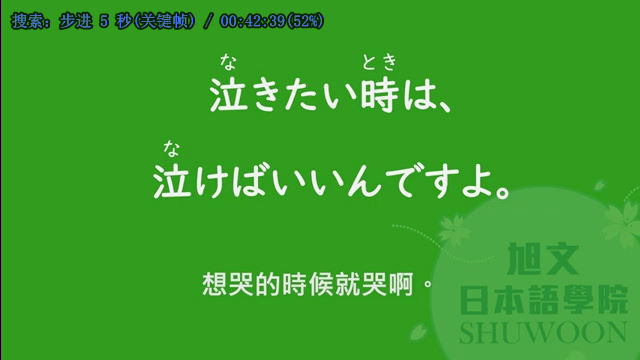 搜索: 步进 5 秒(关键帧) / 00:42:39(52%)
な とき
泣きたい時は、
な
泣けばいいんですよ。
想哭的時候就哭啊。
旭文
日本語學院
SHUWOON